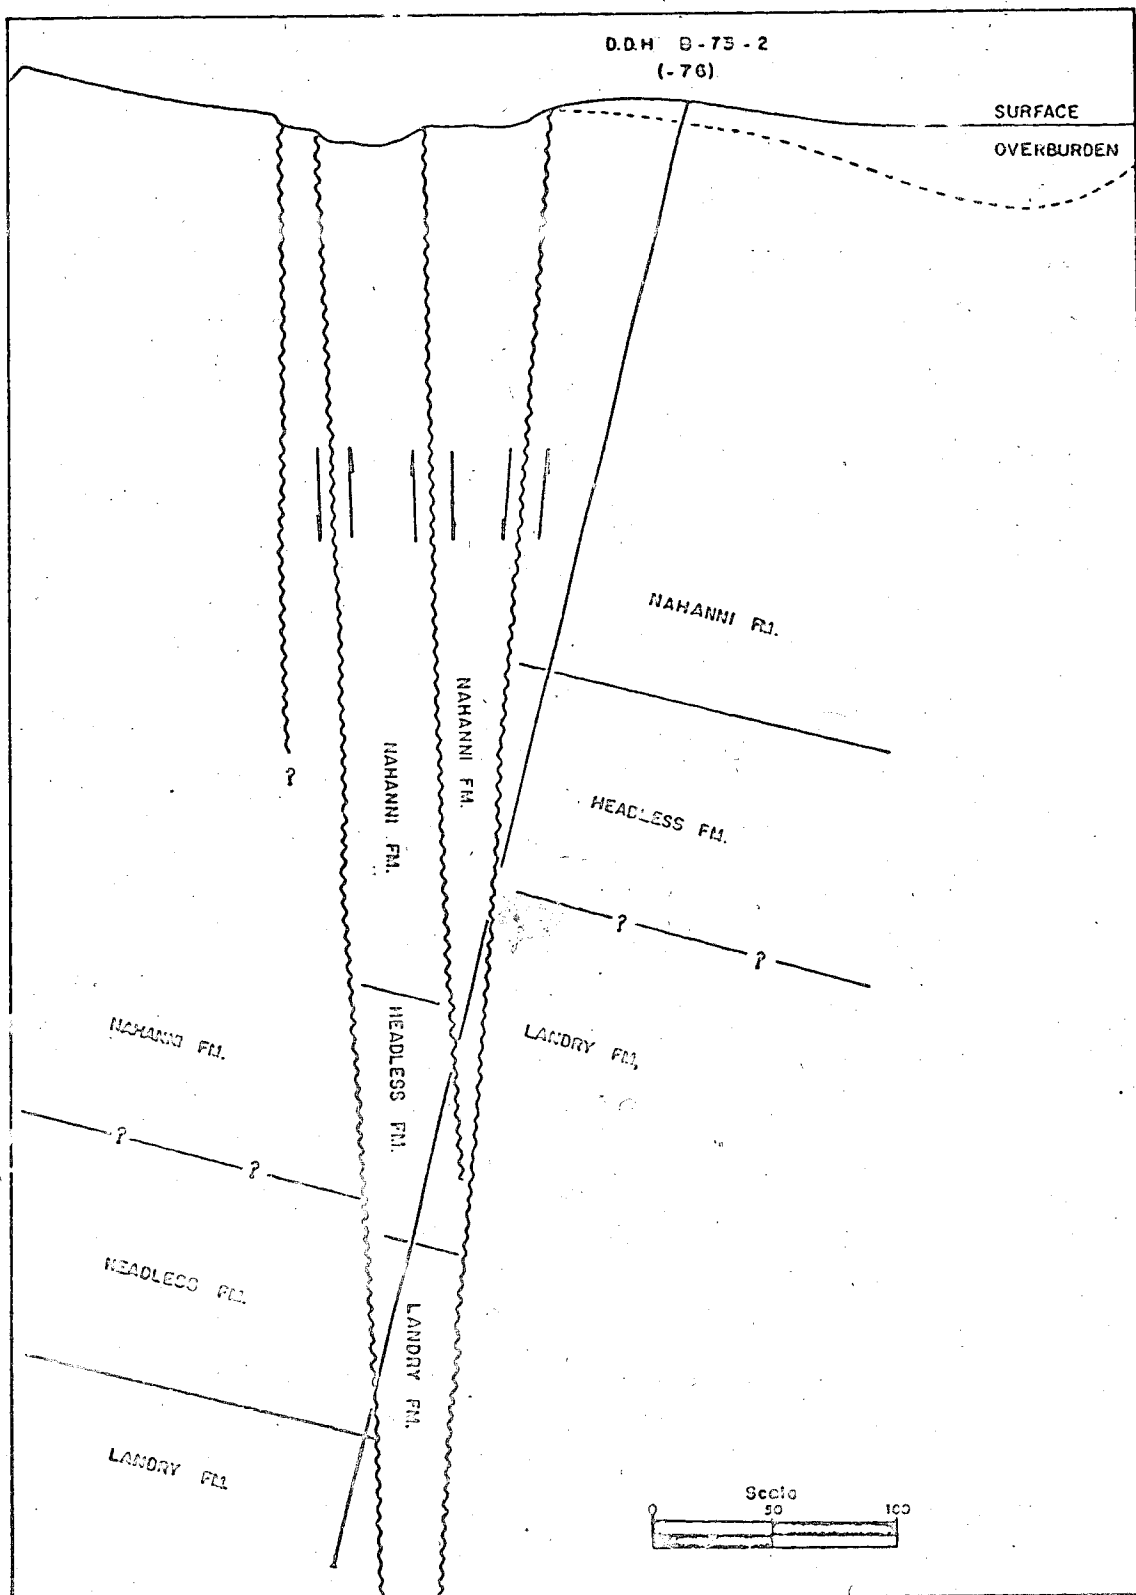 D.D.H B-75-2
(-76)
SURFACE
OVERBURDEN
NAHANNI FM.
NAHANNI FM.
NAHANNI FM.
?
HEADLESS FM.
?
?
HEADLESS FM.
NAHANNI FM.
LANDRY FM.
?
?
HEADLESS FM.
LANDRY FM.
LANDRY FM.
Scale
0 50 100